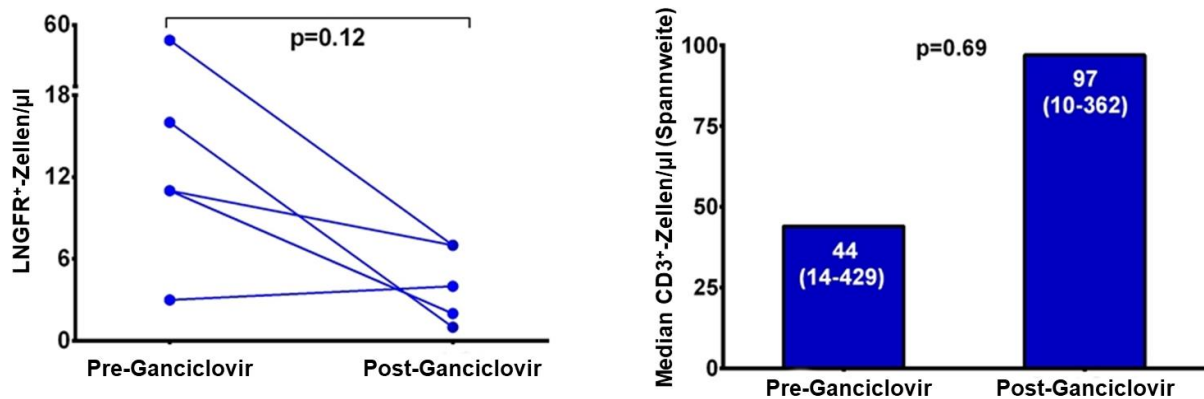 60
p=0.12
18
12
6
0
LNGFR⁺-Zellen/µl
Pre-Ganciclovir
Post-Ganciclovir
100
p=0.69
97
(10-362)
75
50
44
(14-429)
25
0
Median CD3⁺-Zellen/µl (Spannweite)
Pre-Ganciclovir
Post-Ganciclovir